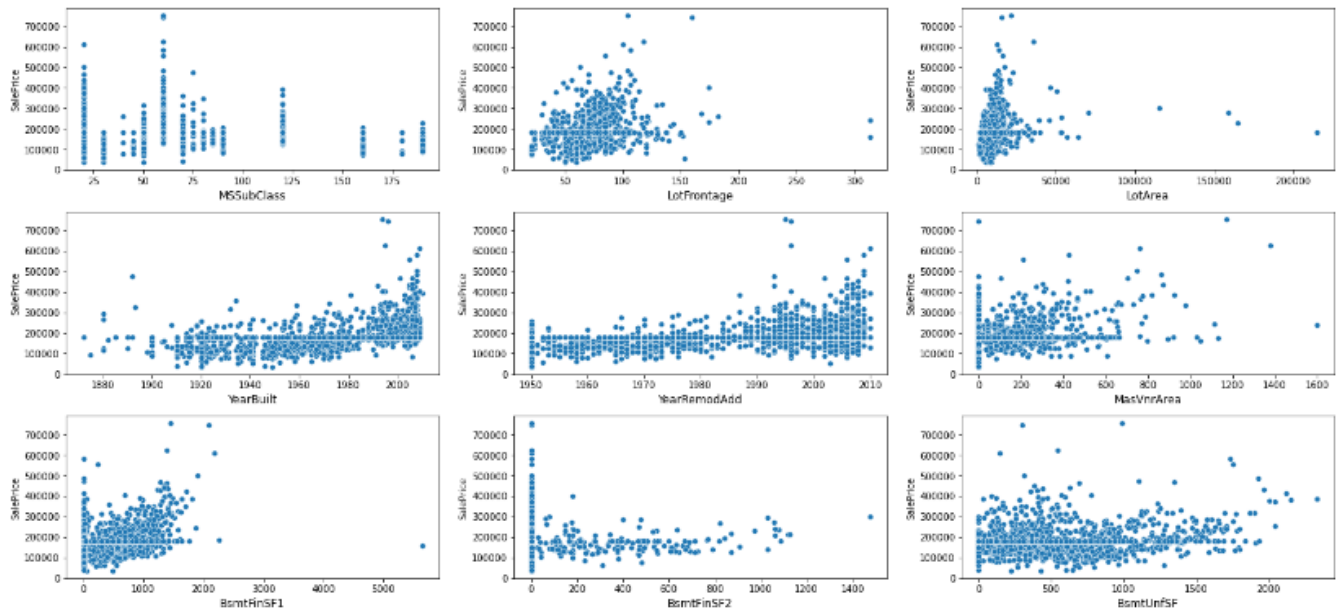 SalePrice
700000
600000
500000
400000
300000
200000
100000
0
25 50 75 100 125 150 175
MSSubClass
SalePrice
700000
600000
500000
400000
300000
200000
100000
0
50 100 150 200 250 300
LotFrontage
SalePrice
700000
600000
500000
400000
300000
200000
100000
0
0 50000 100000 150000 200000
LotArea
SalePrice
700000
600000
500000
400000
300000
200000
100000
0
1880 1900 1920 1940 1960 1980 2000
YearBuilt
SalePrice
700000
600000
500000
400000
300000
200000
100000
0
1950 1960 1970 1980 1990 2000 2010
YearRemodAdd
SalePrice
700000
600000
500000
400000
300000
200000
100000
0
0 200 400 600 800 1000 1200 1400 1600
MasVnrArea
SalePrice
700000
600000
500000
400000
300000
200000
100000
0
0 1000 2000 3000 4000 5000
BsmtFinSF1
SalePrice
700000
600000
500000
400000
300000
200000
100000
0
0 200 400 600 800 1000 1200 1400
BsmtFinSF2
SalePrice
700000
600000
500000
400000
300000
200000
100000
0
0 500 1000 1500 2000
BsmtUnfSF